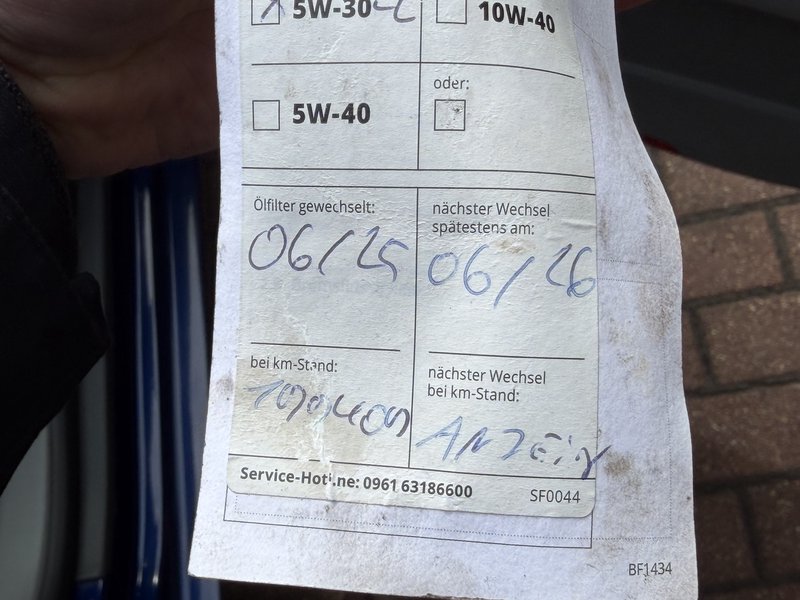 5W-30 C
10W-40
oder:
5W-40
Ölfilter gewechselt:
06/25
nächster Wechsel
spätestens am:
06/26
bei km-Stand:
nächster Wechsel
bei km-Stand:
Service-Hotline: 0961 63186600
SF0044
BF1434